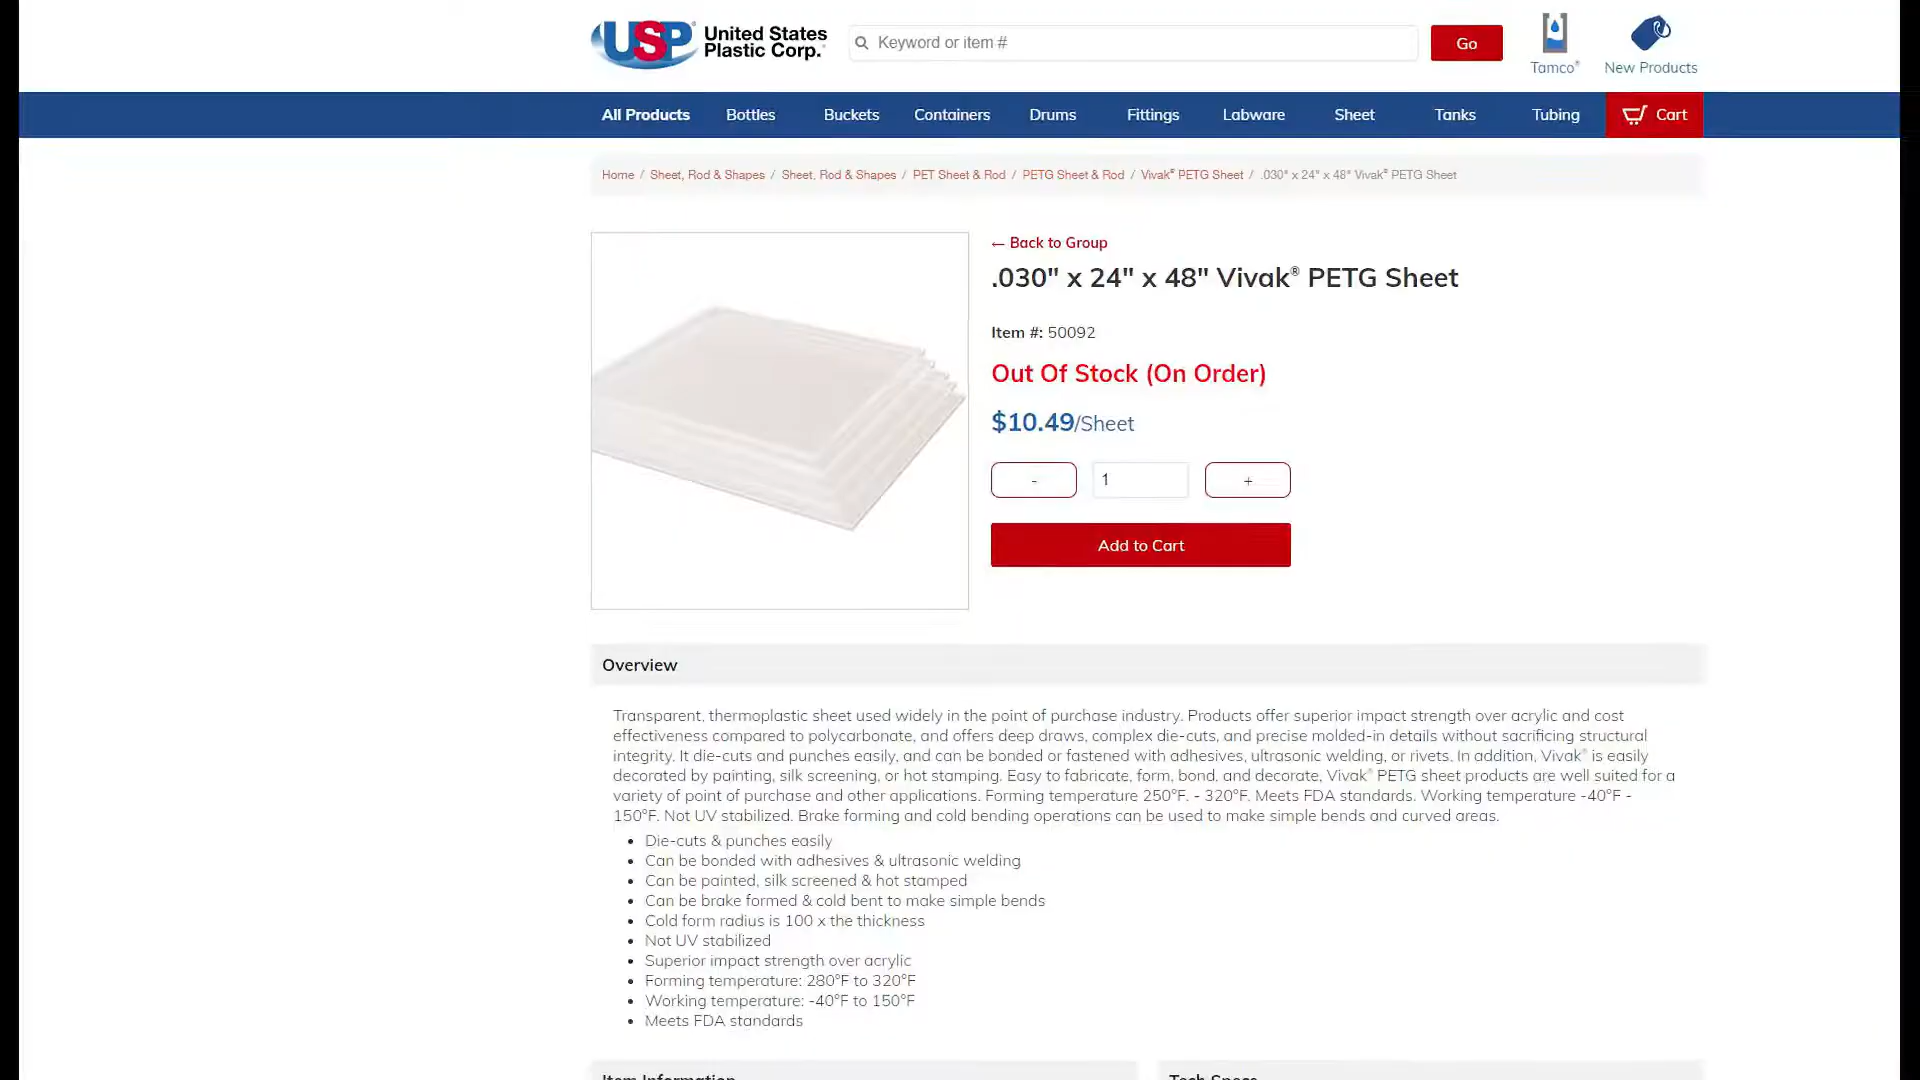 USP® United States
Plastic Corp.®
Keyword or item #
Go
Tamco®
New Products
All Products
Bottles
Buckets
Containers
Drums
Fittings
Labware
Sheet
Tanks
Tubing
Cart
Home / Sheet, Rod & Shapes / Sheet, Rod & Shapes / PET Sheet & Rod / PETG Sheet & Rod / Vivak® PETG Sheet / .030" x 24" x 48" Vivak® PETG Sheet
← Back to Group
.030" x 24" x 48" Vivak® PETG Sheet
Item #: 50092
Out Of Stock (On Order)
$10.49/Sheet
- 1 +
Add to Cart
Overview
Transparent, thermoplastic sheet used widely in the point of purchase industry. Products offer superior impact strength over acrylic and cost
effectiveness compared to polycarbonate, and offers deep draws, complex die-cuts, and precise molded-in details without sacrificing structural
integrity. It die-cuts and punches easily, and can be bonded or fastened with adhesives, ultrasonic welding, or rivets. In addition, Vivak® is easily
decorated by painting, silk screening, or hot stamping. Easy to fabricate, form, bond, and decorate, Vivak® PETG sheet products are well suited for a
variety of point of purchase and other applications. Forming temperature 250°F. - 320°F. Meets FDA standards. Working temperature -40°F -
150°F. Not UV stabilized. Brake forming and cold bending operations can be used to make simple bends and curved areas.
• Die-cuts & punches easily
• Can be bonded with adhesives & ultrasonic welding
• Can be painted, silk screened & hot stamped
• Can be brake formed & cold bent to make simple bends
• Cold form radius is 100 x the thickness
• Not UV stabilized
• Superior impact strength over acrylic
• Forming temperature: 280°F to 320°F
• Working temperature: -40°F to 150°F
• Meets FDA standards
Item Information
Tech Specs